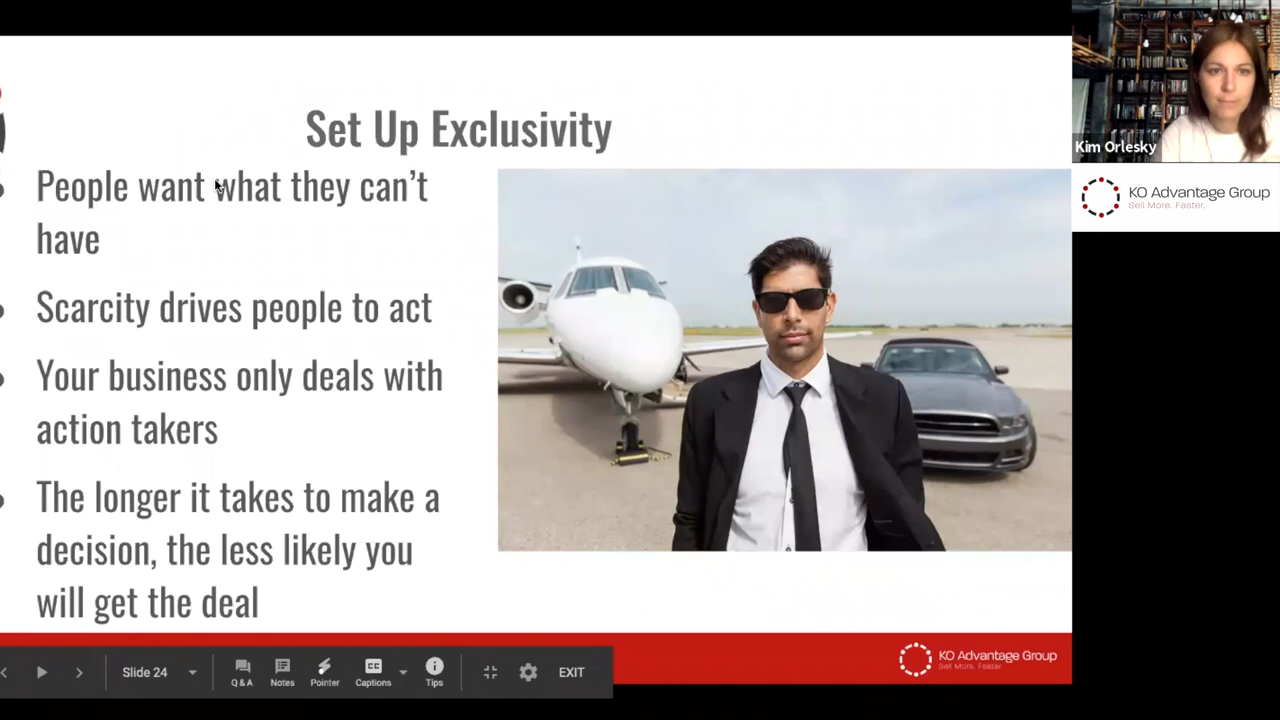 Set Up Exclusivity
People want what they can't
have
Scarcity drives people to act
Your business only deals with
action takers
The longer it takes to make a
decision, the less likely you
will get the deal
Kim Orlesky
KO Advantage Group
Sell More. Faster.
Slide 24
Q & A
Notes
Pointer
CC
Captions
Tips
EXIT
KO Advantage Group
Sell More. Faster.